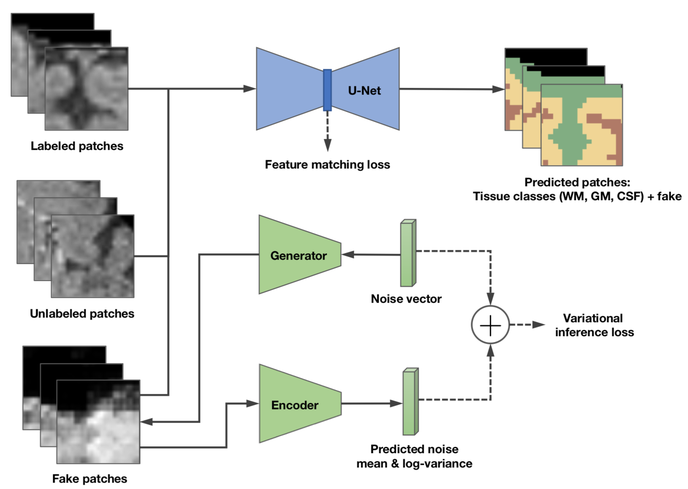 Labeled patches
U-Net
Feature matching loss
Predicted patches:
Tissue classes (WM, GM, CSF) + fake
Unlabeled patches
Generator
Noise vector
Variational
inference loss
Fake patches
Encoder
Predicted noise
mean & log-variance